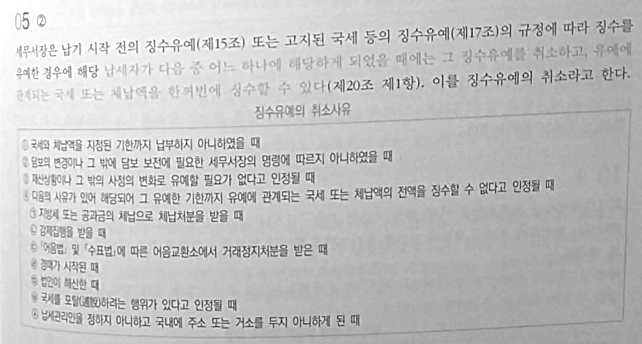 05 ②
세무서장은 납기 시작 전의 징수유예(제15조) 또는 고지된 국세 등의 징수유예(제17조)의 규정에 따라 징수를
유예한 경우에 해당 납세자가 다음 중 어느 하나에 해당하게 되었을 때에는 그 징수유예를 취소하고, 유예에
관계되는 국세 또는 체납액을 한꺼번에 징수할 수 있다(제20조 제1항). 이를 징수유예의 취소라고 한다.
징수유예의 취소사유
① 국세와 체납액을 지정된 기한까지 납부하지 아니하였을 때
② 담보의 변경이나 그 밖에 담보 보전에 필요한 세무서장의 명령에 따르지 아니하였을 때
③ 재산상황이나 그 밖의 사정의 변화로 유예할 필요가 없다고 인정될 때
④ 다음의 사유가 있어 해당되어 그 유예한 기한까지 유예에 관계되는 국세 또는 체납액의 전액을 징수할 수 없다고 인정될 때
㉠ 지방세 또는 공과금의 체납으로 체납처분을 받을 때
㉡ 강제집행을 받을 때
㉢ 「어음법」 및 「수표법」에 따른 어음교환소에서 거래정지처분을 받은 때
㉣ 경매가 시작된 때
㉤ 법인이 해산한 때
㉥ 국세를 포탈(逋脫)하려는 행위가 있다고 인정될 때
㉦ 납세관리인을 정하지 아니하고 국내에 주소 또는 거소를 두지 아니하게 된 때